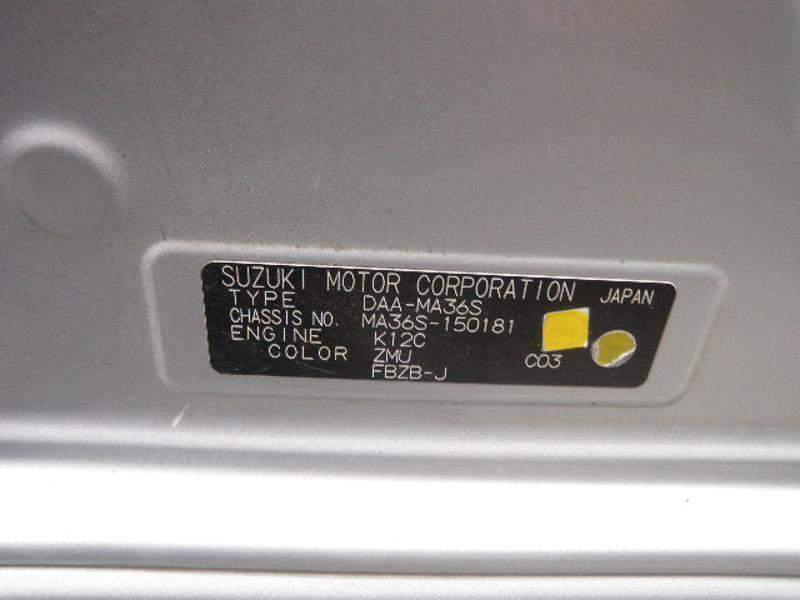 SUZUKI MOTOR CORPORATION JAPAN
TYPE DAA-MA36S
CHASSIS NO. MA36S-150181
ENGINE K12C
COLOR ZMU
FBZB-J
C03